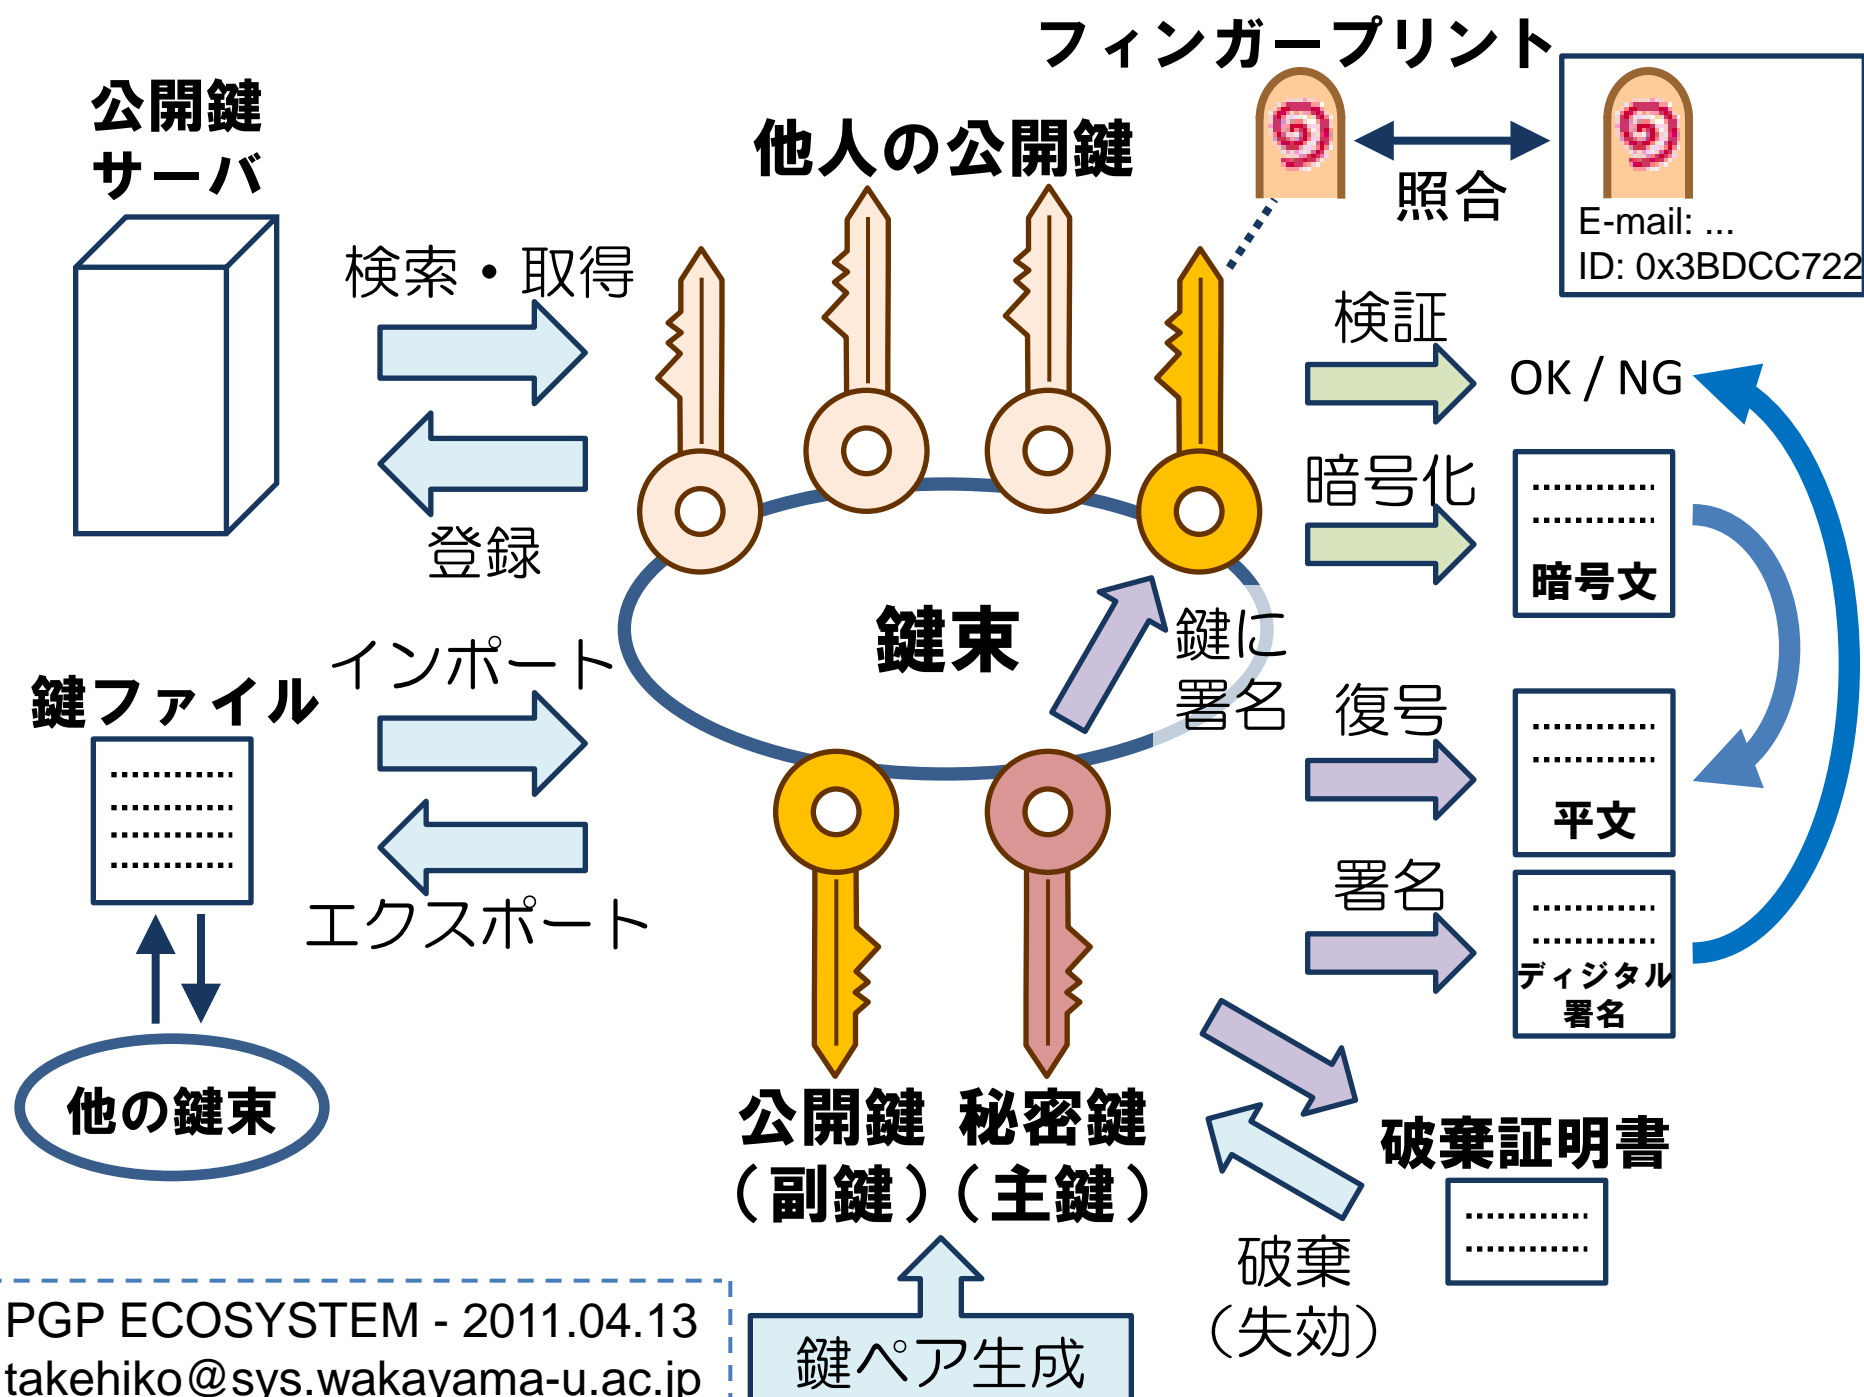 フィンガープリント
公開鍵
サーバ
他人の公開鍵
照合
E-mail: ...
ID: 0x3BDCC722
検索・取得
検証
OK / NG
登録
暗号化
暗号文
鍵束
鍵に
署名
インポート
鍵ファイル
復号
平文
エクスポート
署名
ディジタル
署名
他の鍵束
公開鍵
(副鍵)
秘密鍵
(主鍵)
破棄証明書
破棄
(失効)
鍵ペア生成
PGP ECOSYSTEM - 2011.04.13
takehiko@sys.wakayama-u.ac.jp